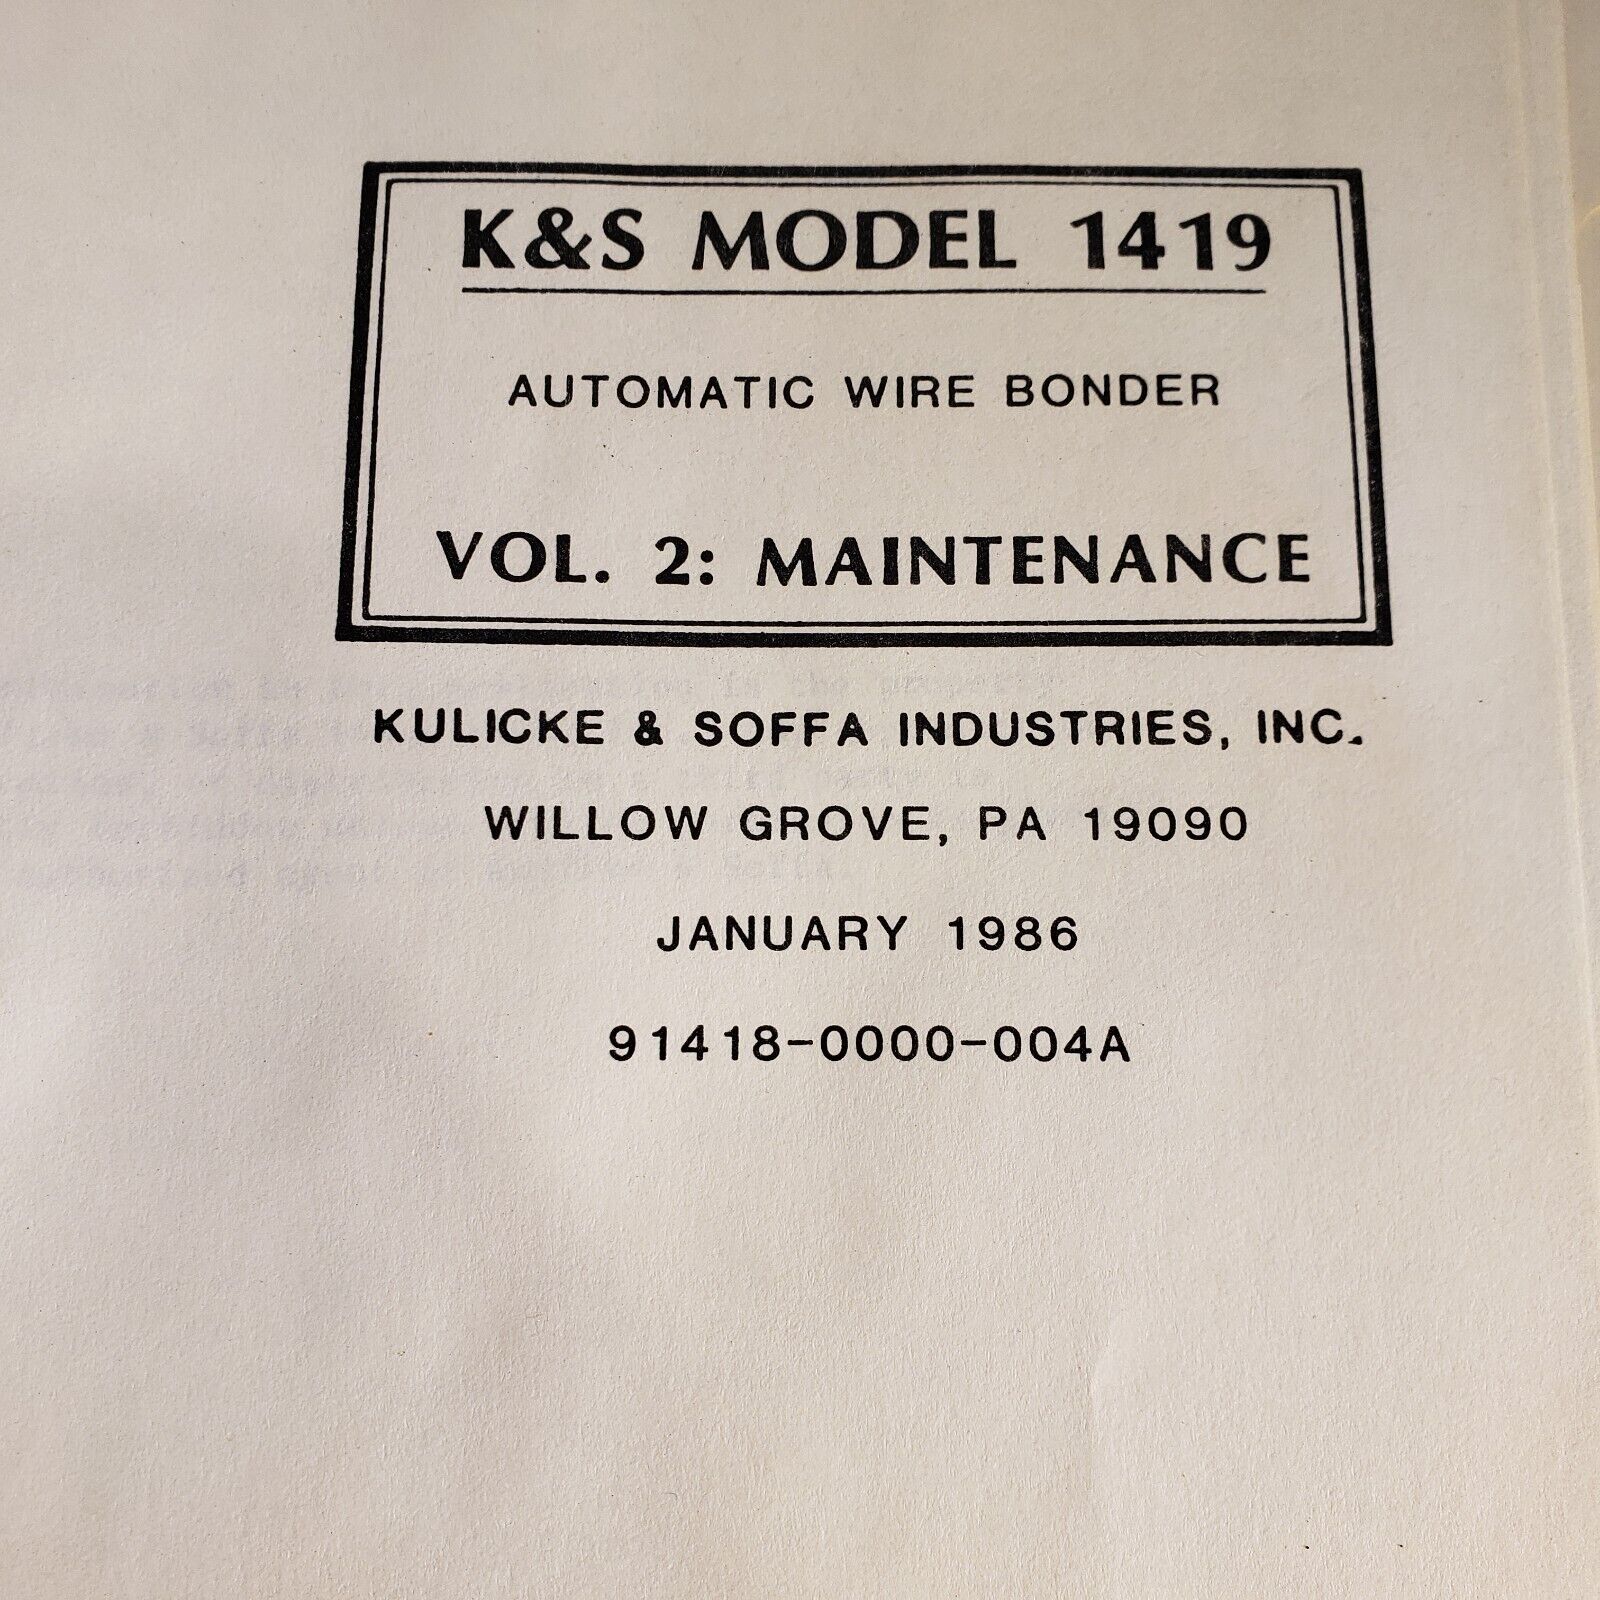 K&S MODEL 1419
AUTOMATIC WIRE BONDER
VOL. 2: MAINTENANCE
KULICKE & SOFFA INDUSTRIES, INC.
WILLOW GROVE, PA 19090
JANUARY 1986
91418-0000-004A